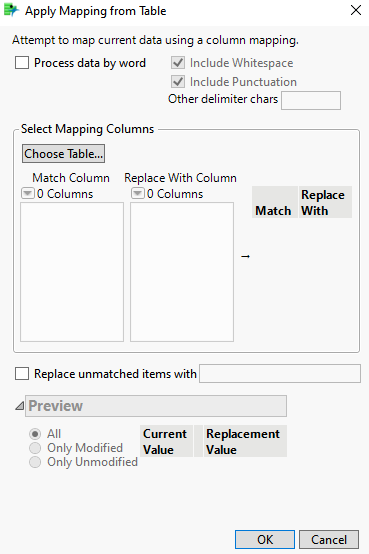 Apply Mapping from Table
Attempt to map current data using a column mapping.
Process data by word
Include Whitespace
Include Punctuation
Other delimiter chars
Select Mapping Columns
Choose Table...
Match Column
Replace With Column
0 Columns
0 Columns
Match
Replace
With
→
Replace unmatched items with
Preview
All
Only Modified
Only Unmodified
Current
Value
Replacement
Value
OK
Cancel